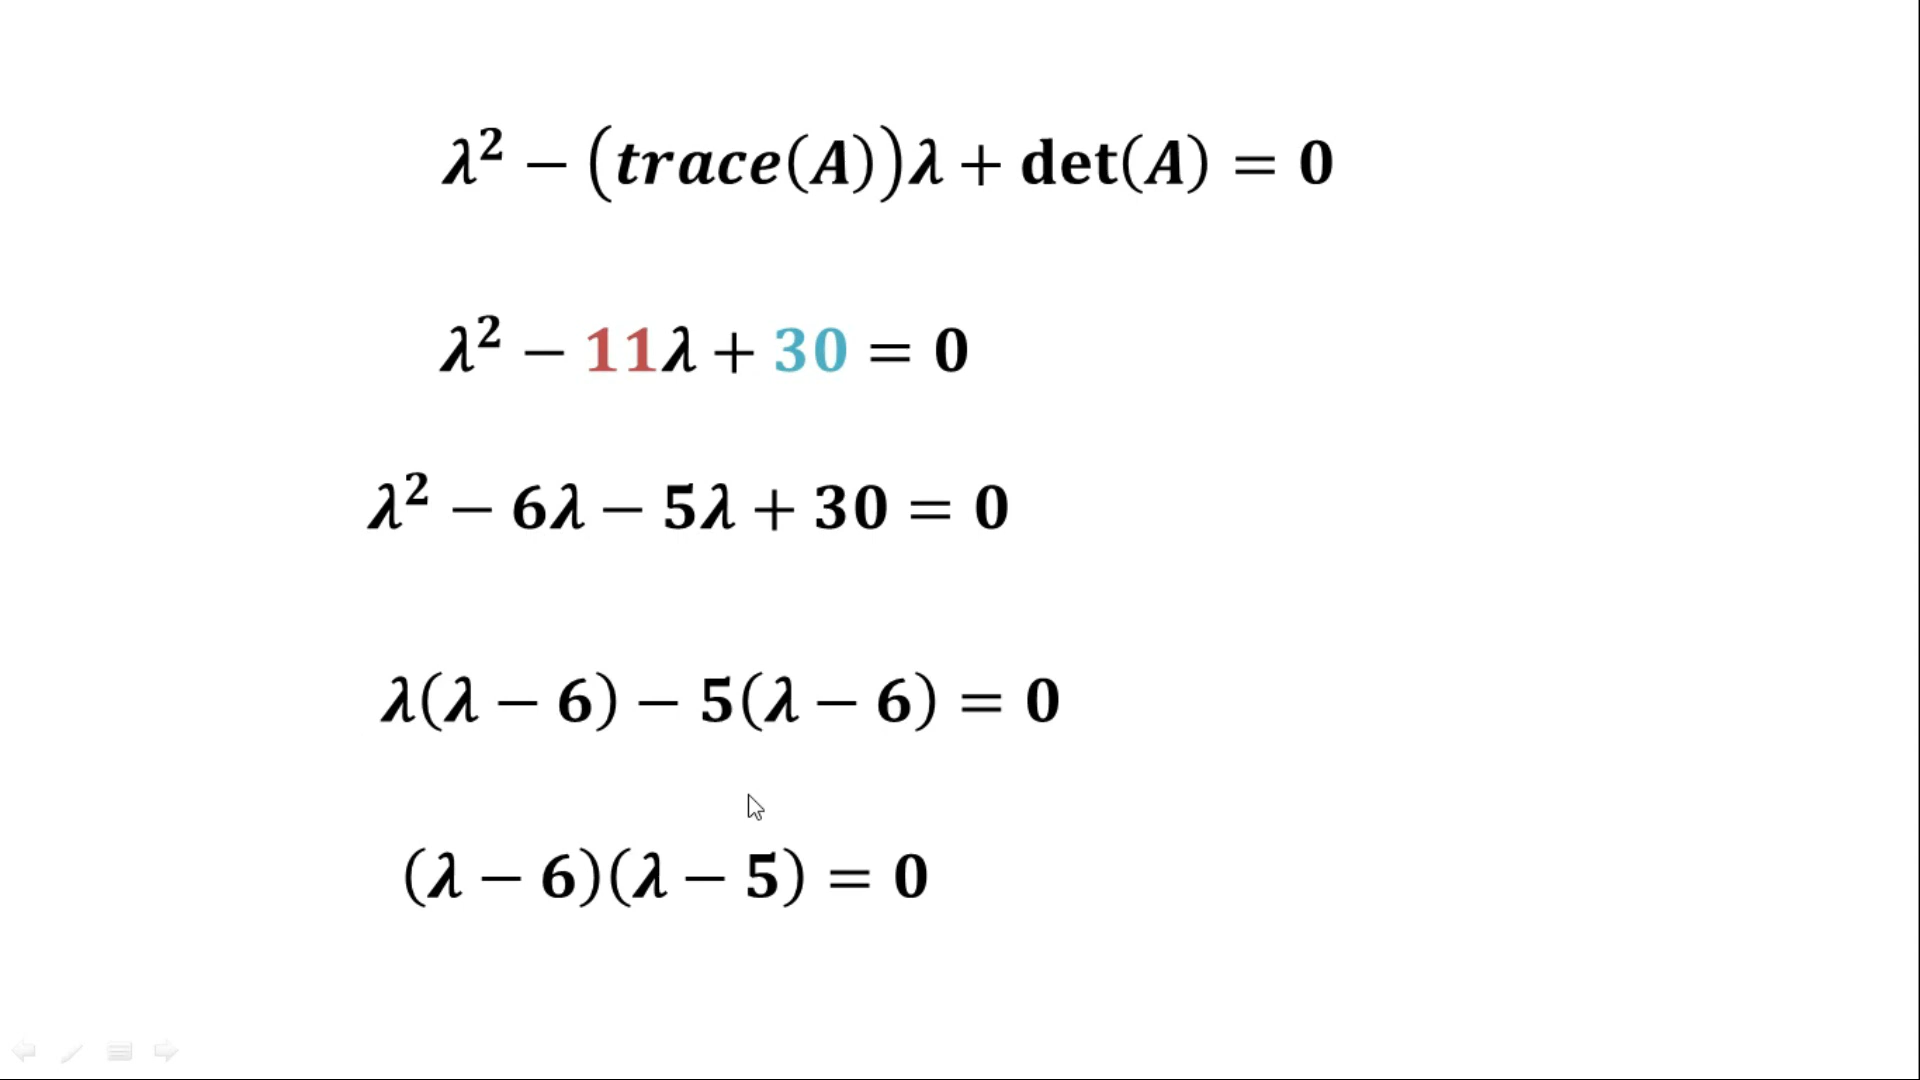 λ² − (trace(A))λ + det(A) = 0
λ² − 11λ + 30 = 0
λ² − 6λ − 5λ + 30 = 0
λ(λ − 6) − 5(λ − 6) = 0
(λ − 6)(λ − 5) = 0